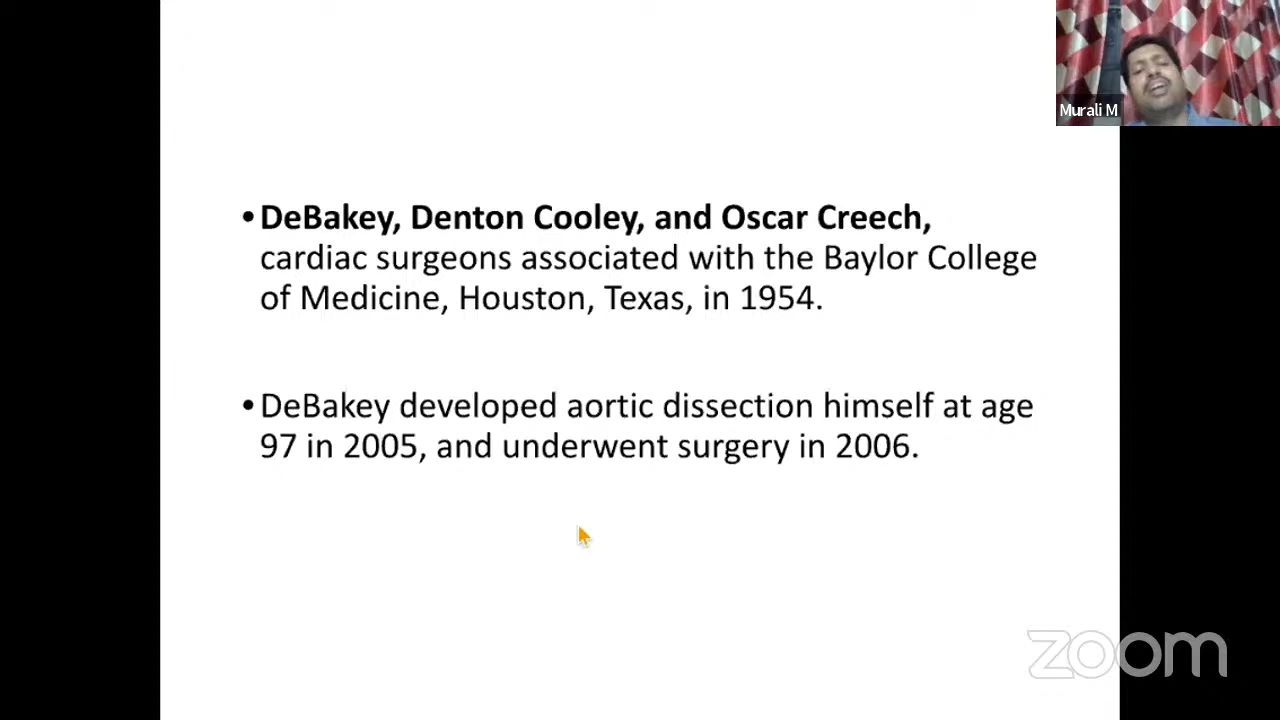 Murali M
•DeBakey, Denton Cooley, and Oscar Creech,
cardiac surgeons associated with the Baylor College
of Medicine, Houston, Texas, in 1954.
•DeBakey developed aortic dissection himself at age
97 in 2005, and underwent surgery in 2006.
zoom